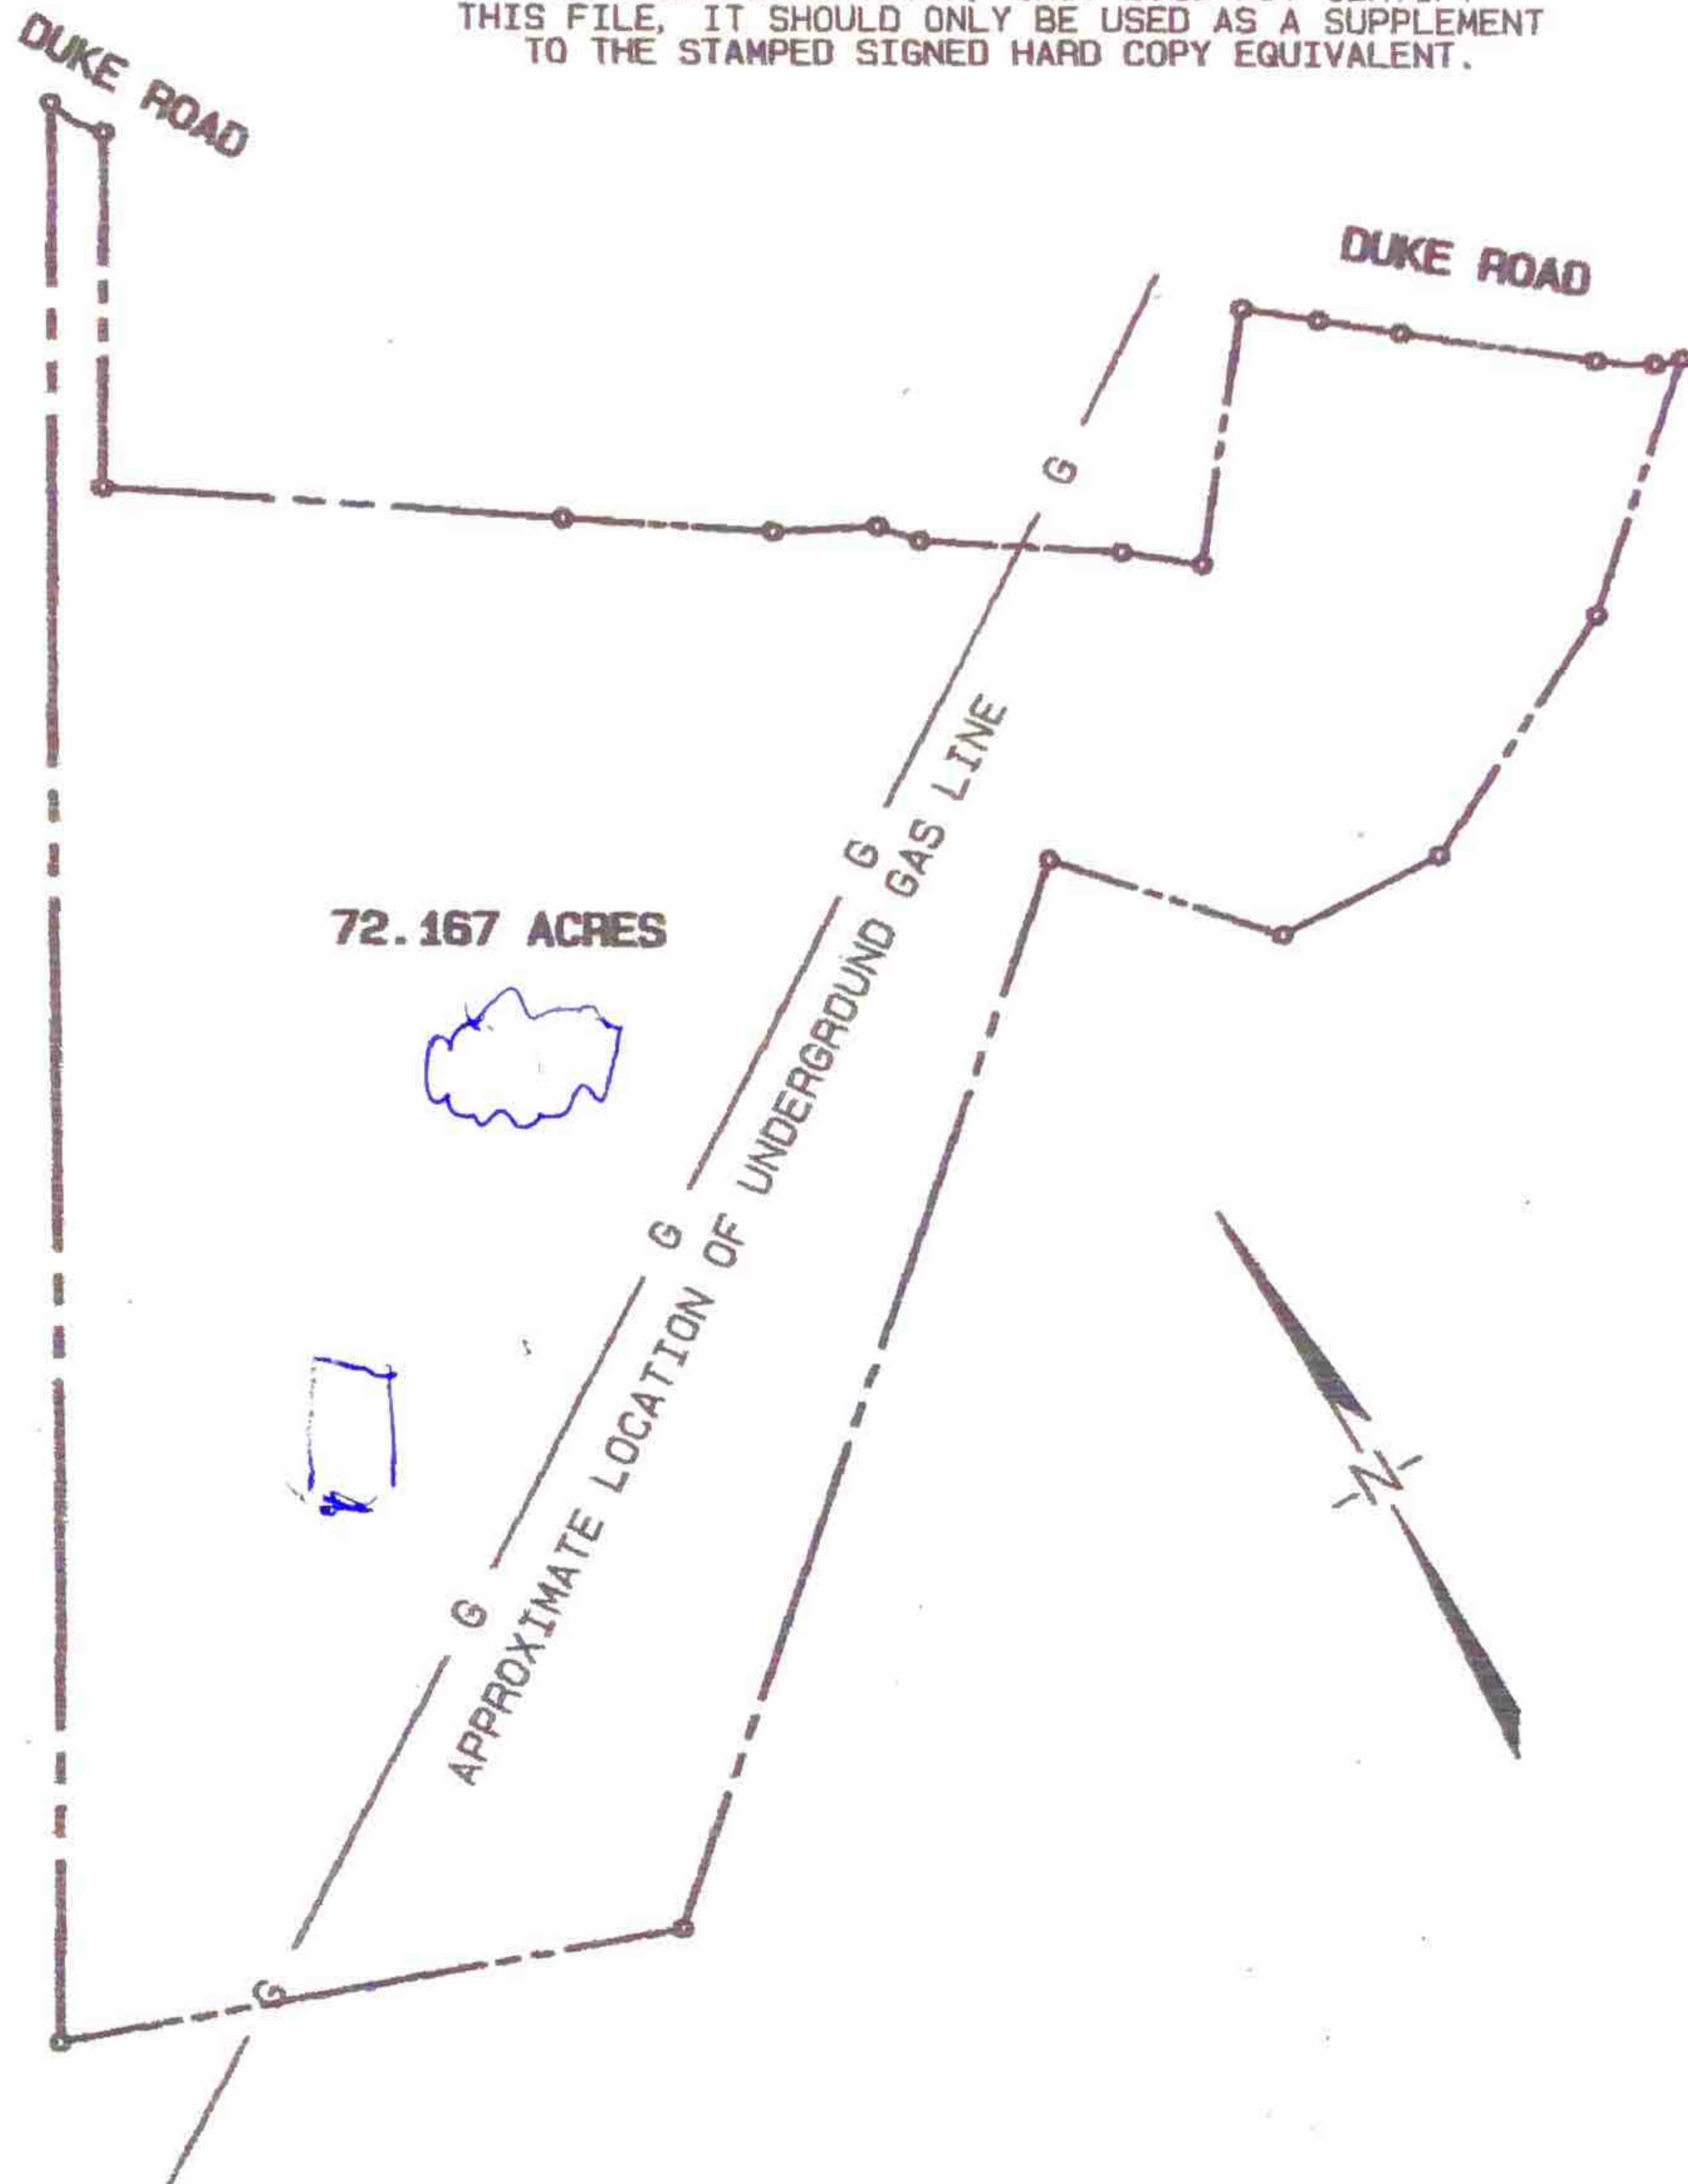 THIS FILE, IT SHOULD ONLY BE USED AS A SUPPLEMENT
TO THE STAMPED SIGNED HARD COPY EQUIVALENT.
DUKE ROAD
DUKE ROAD
G
G
72.167 ACRES
G
G
APPROXIMATE LOCATION OF UNDERGROUND GAS LINE
N
G